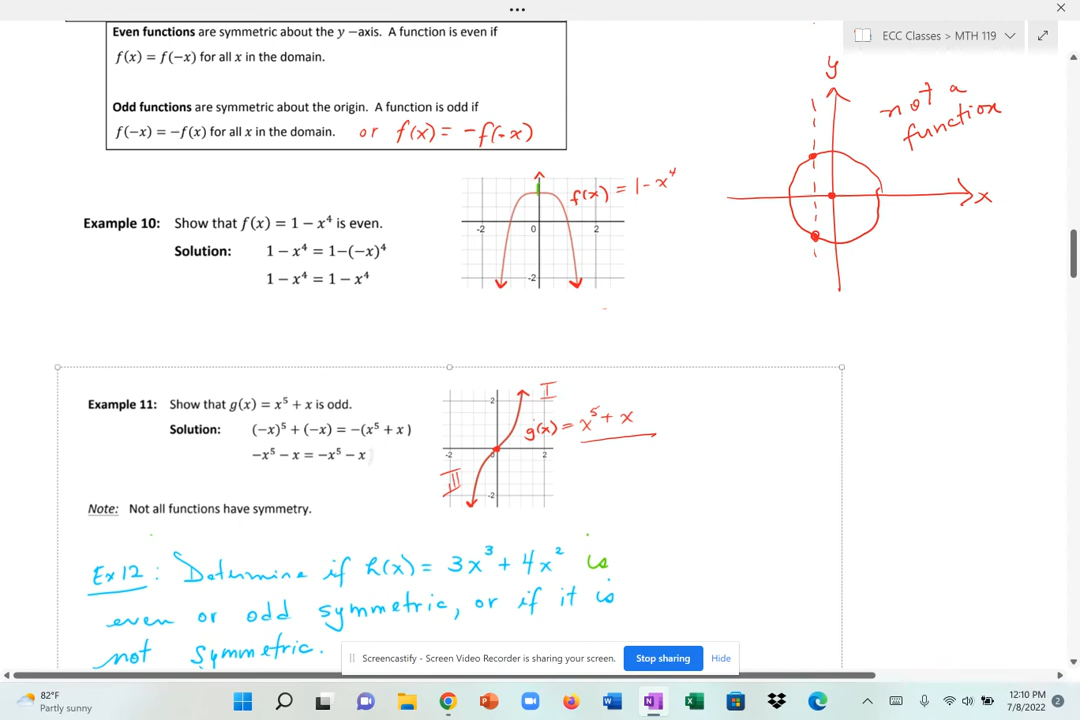 ECC Classes > MTH 119
Even functions are symmetric about the y −axis. A function is even if
f(x) = f(−x) for all x in the domain.
Odd functions are symmetric about the origin. A function is odd if
f(−x) = −f(x) for all x in the domain. or f(x) = -f(-x)
y
not a
function
x
Example 10: Show that f(x) = 1 − x⁴ is even.
Solution: 1 − x⁴ = 1−(−x)⁴
1 − x⁴ = 1 − x⁴
f(x) = 1 - x⁴
-2 0 2
-2
Example 11: Show that g(x) = x⁵ + x is odd.
Solution: (−x)⁵ + (−x) = −(x⁵ + x)
−x⁵ − x = −x⁵ − x
I
2
g(x) = x⁵ + x
-2 0 2
III
-2
Note: Not all functions have symmetry.
Ex 12: Determine if h(x) = 3x³ + 4x² is
even or odd symmetric, or if it is
not symmetric.
Screencastify - Screen Video Recorder is sharing your screen.
Stop sharing
Hide
82°F
Partly sunny
12:10 PM
7/8/2022
2